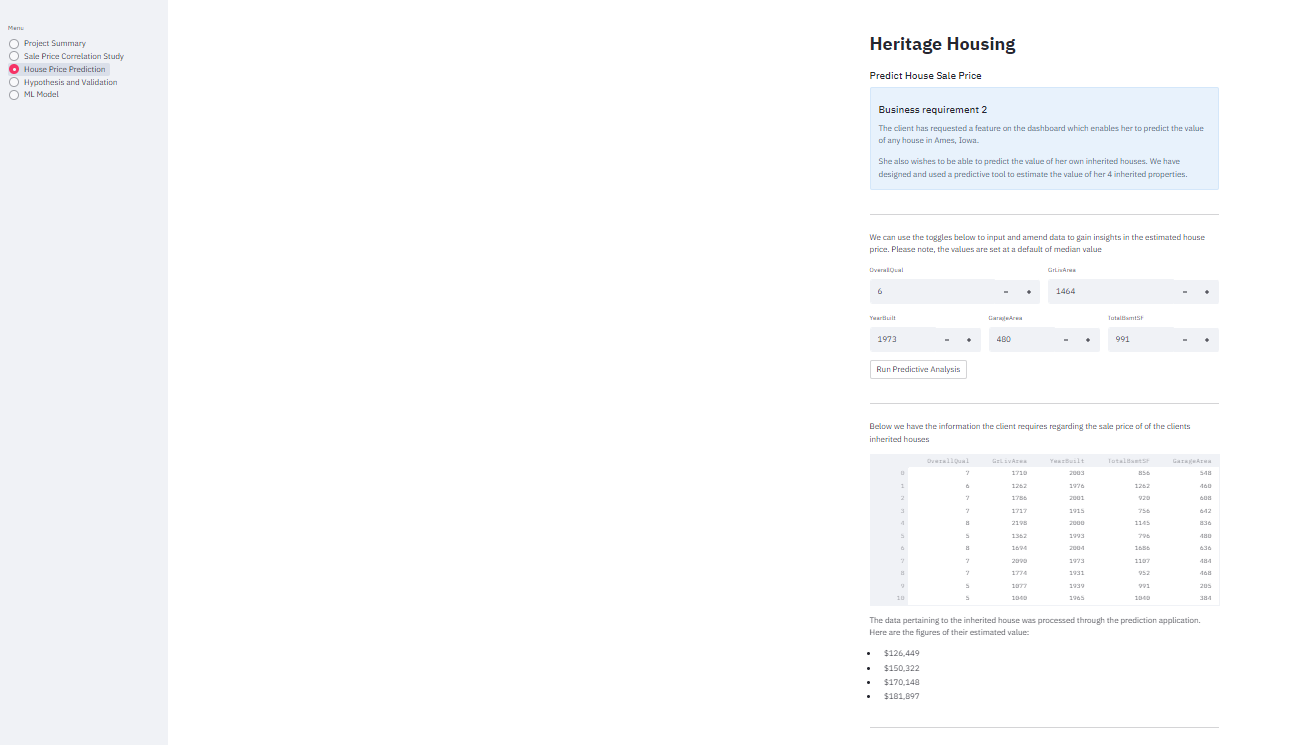 Menu
Project Summary
Sale Price Correlation Study
House Price Prediction
Hypothesis and Validation
ML Model
Heritage Housing
Predict House Sale Price
Business requirement 2
The client has requested a feature on the dashboard which enables her to predict the value
of any house in Ames, Iowa.
She also wishes to be able to predict the value of her own inherited houses. We have
designed and used a predictive tool to estimate the value of her 4 inherited properties.
We can use the toggles below to input and amend data to gain insights in the estimated house
price. Please note, the values are set at a default of median value
OverallQual GrLivArea
6 − + 1464 − +
YearBuilt GarageArea TotalBsmtSF
1973 − + 480 − + 991 − +
Run Predictive Analysis
Below we have the information the client requires regarding the sale price of of the clients
inherited houses
OverallQual GrLivArea YearBuilt TotalBsmtSF GarageArea
0 7 1710 2003 856 548
1 6 1262 1976 1262 460
2 7 1786 2001 920 608
3 7 1717 1915 756 642
4 8 2198 2000 1145 836
5 5 1362 1993 796 480
6 8 1694 2004 1686 636
7 7 2090 1973 1107 484
8 7 1774 1931 952 468
9 5 1077 1939 991 205
10 5 1040 1965 1040 384
The data pertaining to the inherited house was processed through the prediction application.
Here are the figures of their estimated value:
• $126,449
• $150,322
• $170,148
• $181,897